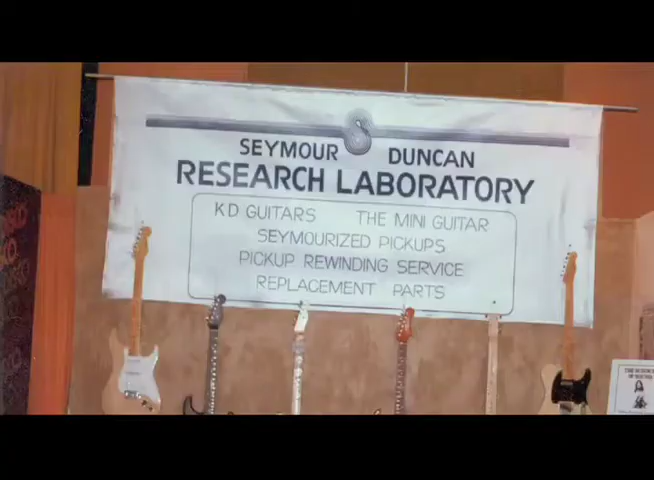 SEYMOUR DUNCAN
RESEARCH LABORATORY
KD GUITARS THE MINI GUITAR
SEYMOURIZED PICKUPS
PICKUP REWINDING SERVICE
REPLACEMENT PARTS